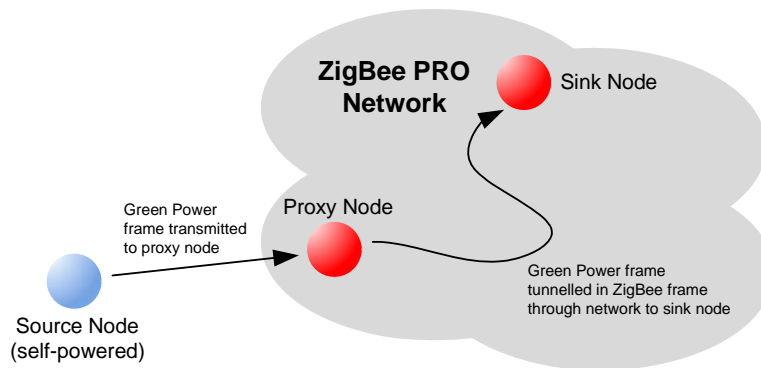 ZigBee PRO
Network
Sink Node
Green Power
frame transmitted
to proxy node
Proxy Node
Green Power frame
tunnelled in ZigBee frame
through network to sink node
Source Node
(self-powered)